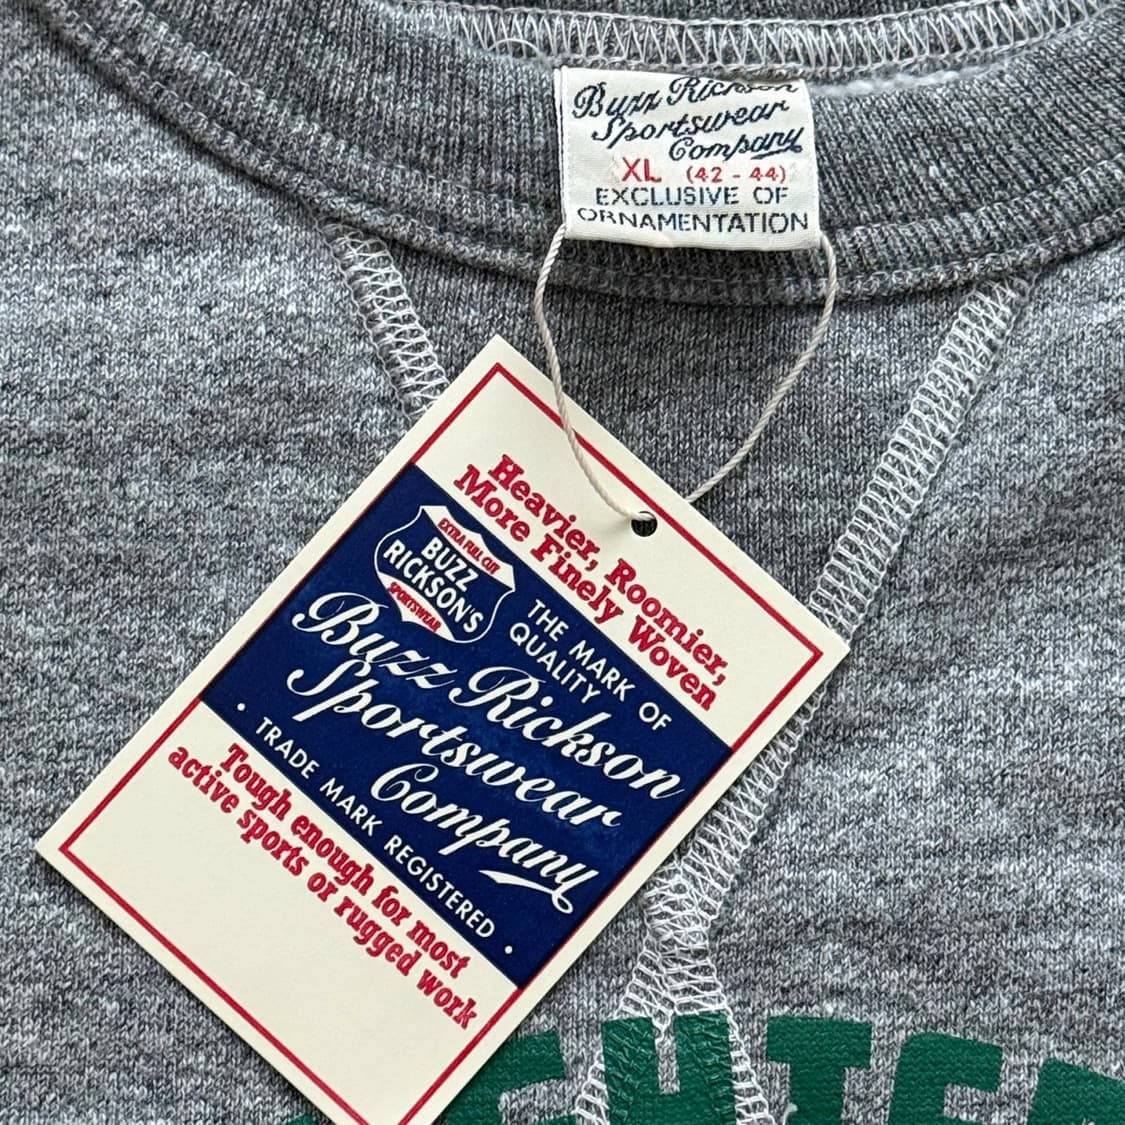 Buzz Rickson
Sportswear
Company
XL (42 - 44)
EXCLUSIVE OF
ORNAMENTATION
Heavier, Roomier,
More Finely Woven
EXTRA FULL CUT
BUZZ
RICKSON'S
SPORTSWEAR
THE MARK OF
QUALITY
Buzz Rickson
Sportswear
Company
• TRADE MARK REGISTERED •
Tough enough for most
active sports or rugged work